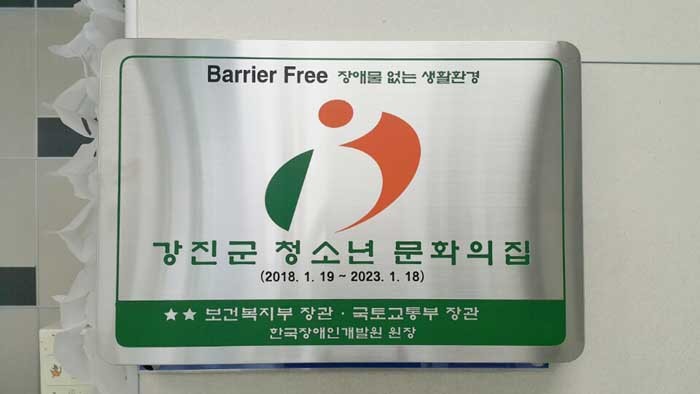 Barrier Free 장애물 없는 생활환경
강진군 청소년 문화의집
(2018. 1. 19 ~ 2023. 1. 18)
★★ 보건복지부 장관 · 국토교통부 장관
한국장애인개발원 원장